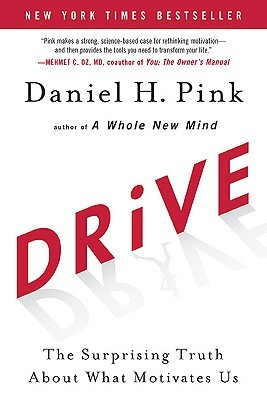 NEW YORK TIMES BESTSELLER
"Pink makes a strong, science-based case for rethinking motivation—
and then provides the tools you need to transform your life."
—MEHMET C. OZ, MD, coauthor of You: The Owner's Manual
Daniel H. Pink
author of A Whole New Mind
DRiVE
The Surprising Truth
About What Motivates Us